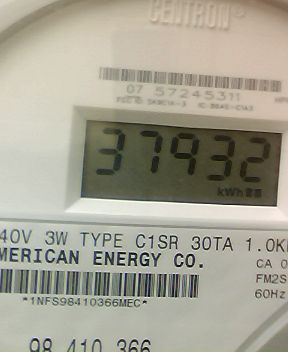 CENTRON®
07 57245311
37932
kWh
40V 3W TYPE C1SR 30TA 1.0K
MERICAN ENERGY CO.
CA 0
FM2S
*1NFS98410366MEC*
60Hz
98 410 366